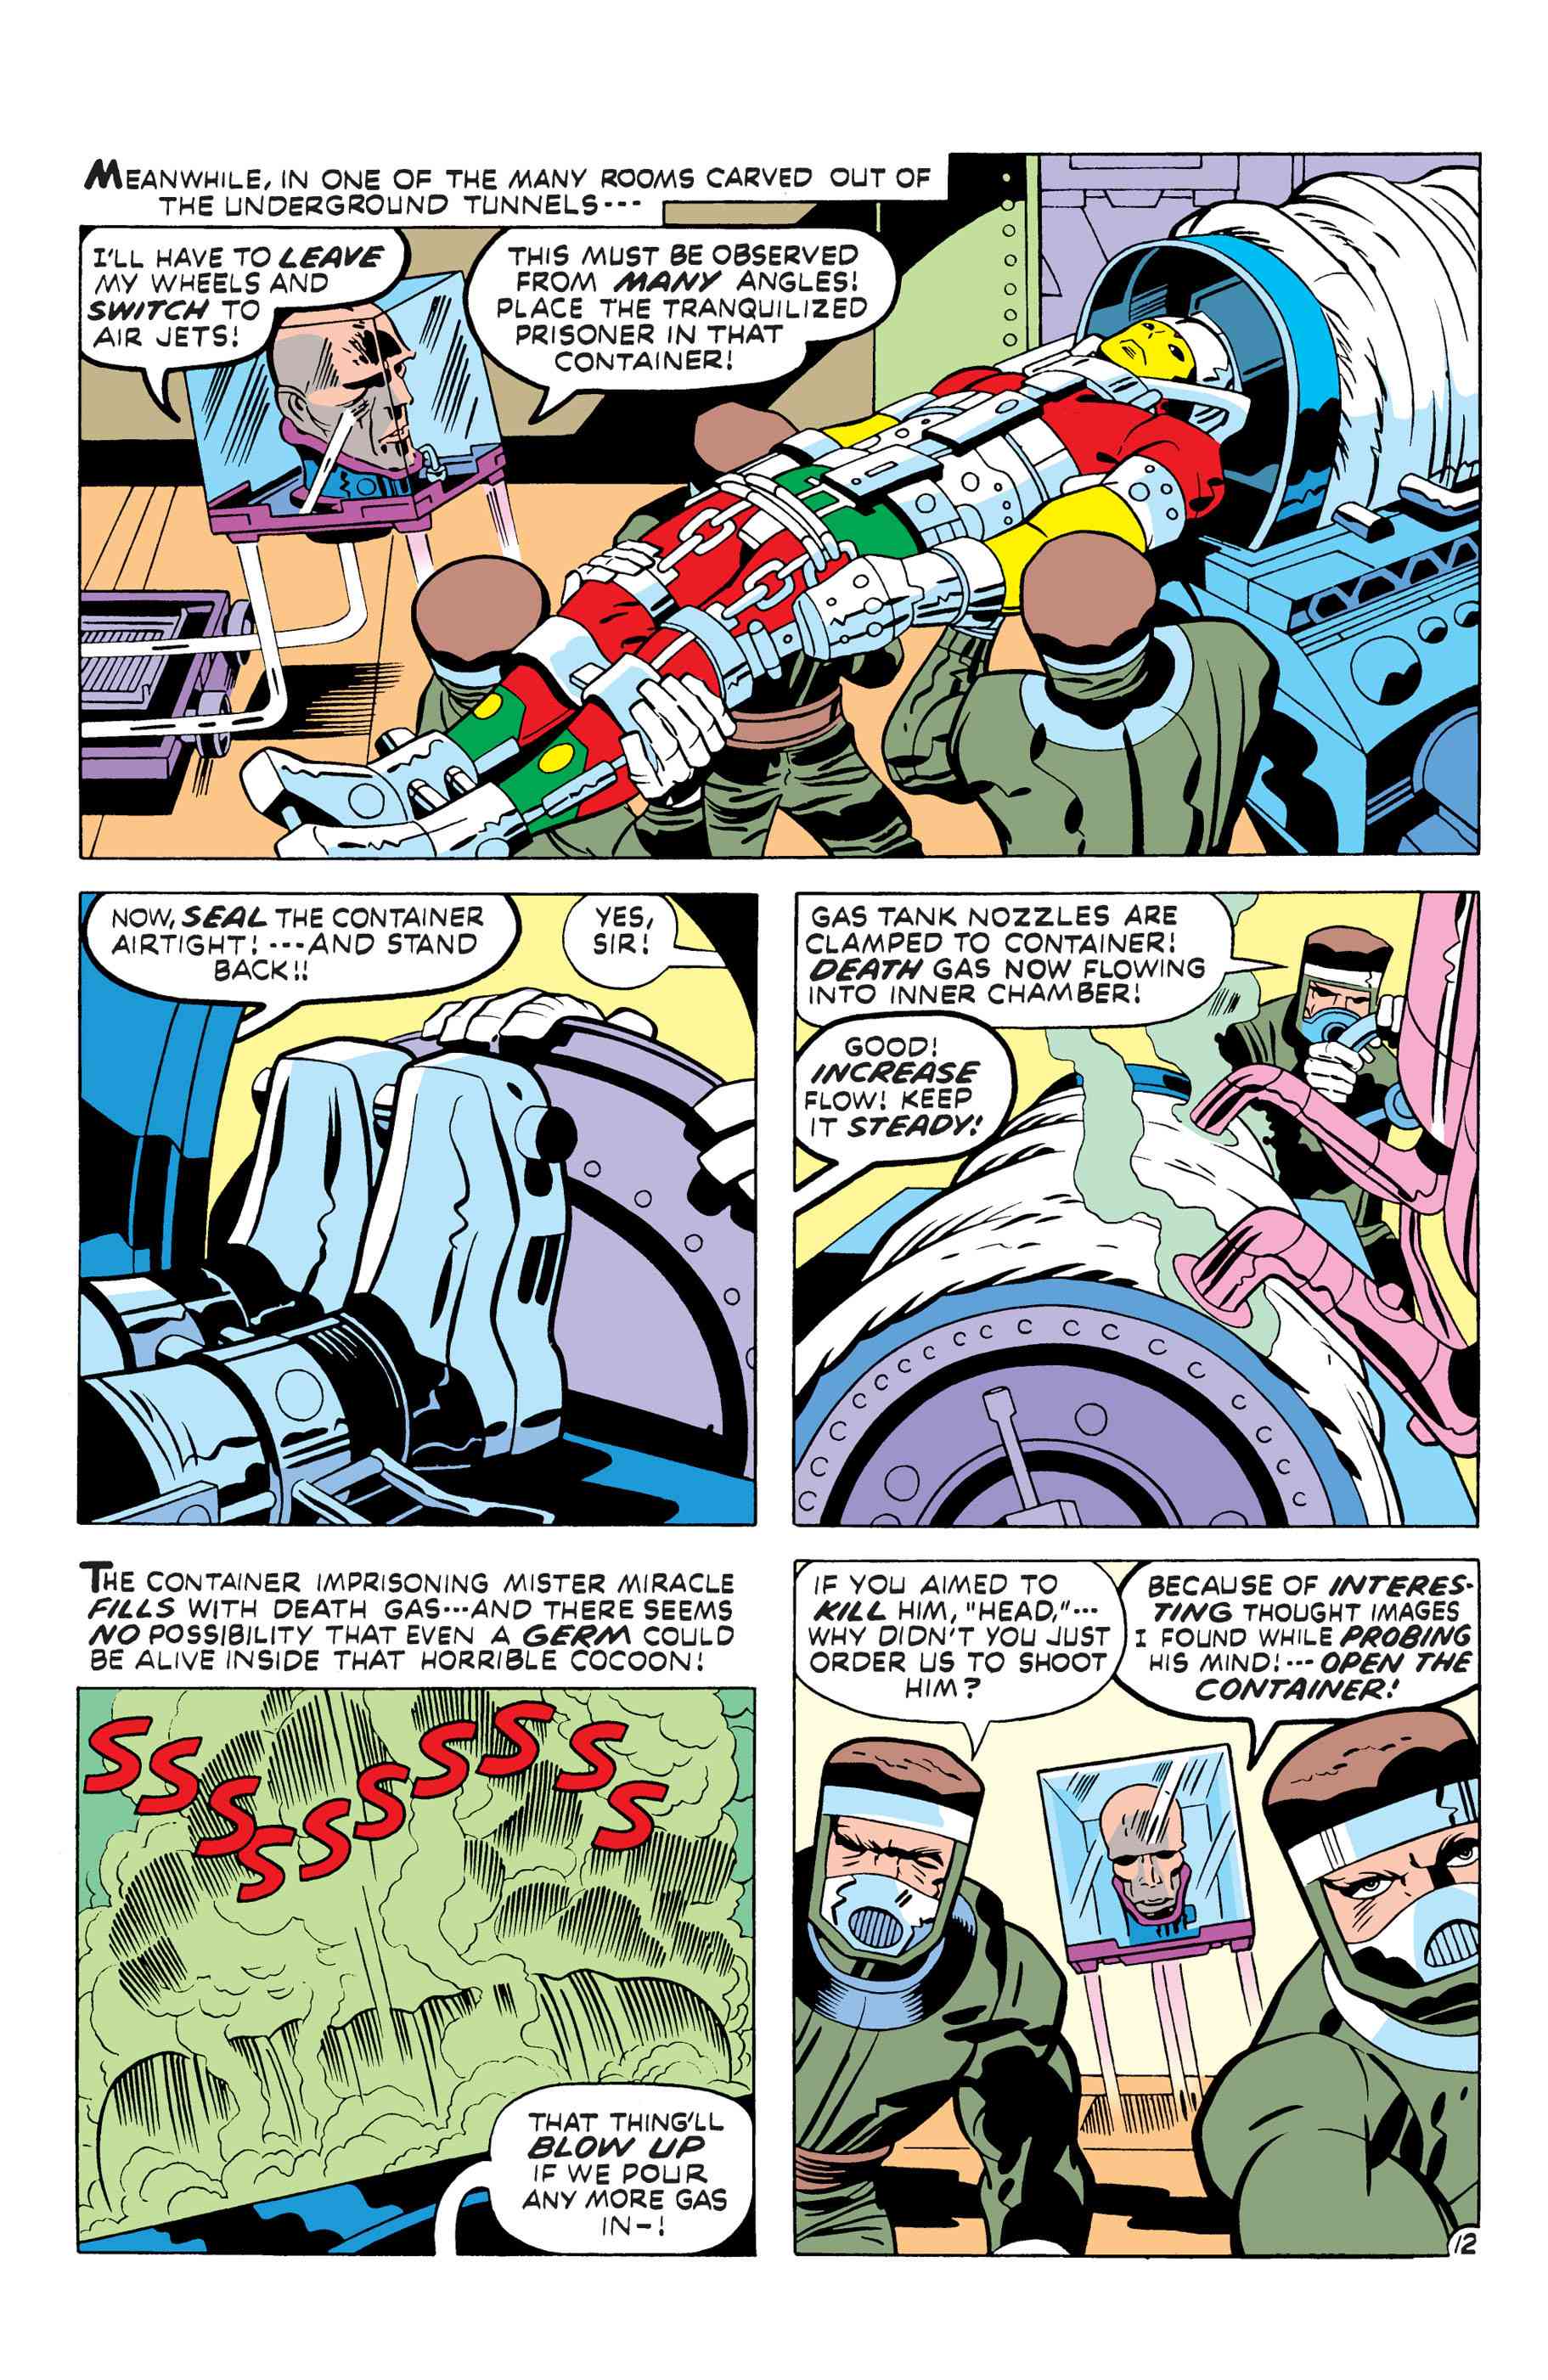 MEANWHILE, IN ONE OF THE MANY ROOMS CARVED OUT OF
THE UNDERGROUND TUNNELS---
I'LL HAVE TO LEAVE
MY WHEELS AND
SWITCH TO
AIR JETS!
THIS MUST BE OBSERVED
FROM MANY ANGLES!
PLACE THE TRANQUILIZED
PRISONER IN THAT
CONTAINER!
NOW, SEAL THE CONTAINER
AIRTIGHT! ---AND STAND
BACK!!
YES,
SIR!
GAS TANK NOZZLES ARE
CLAMPED TO CONTAINER!
DEATH GAS NOW FLOWING
INTO INNER CHAMBER!
GOOD!
INCREASE
FLOW! KEEP
IT STEADY!
THE CONTAINER IMPRISONING MISTER MIRACLE
FILLS WITH DEATH GAS---AND THERE SEEMS
NO POSSIBILITY THAT EVEN A GERM COULD
BE ALIVE INSIDE THAT HORRIBLE COCOON!
SSSSSSSSSS
THAT THING'LL
BLOW UP
IF WE POUR
ANY MORE GAS
IN-!
IF YOU AIMED TO
KILL HIM, "HEAD,"---
WHY DIDN'T YOU JUST
ORDER US TO SHOOT
HIM?
BECAUSE OF INTERES-
TING THOUGHT IMAGES
I FOUND WHILE PROBING
HIS MIND!--- OPEN THE
CONTAINER!
12